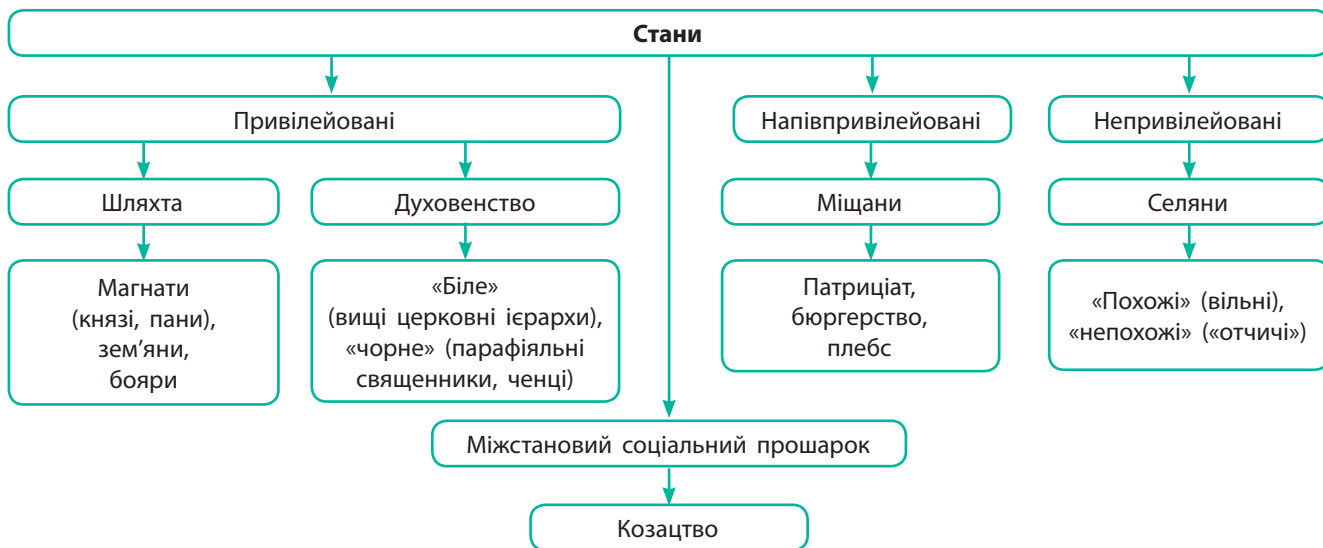 Стани
Привілейовані
Напівпривілейовані
Непривілейовані
Шляхта
Духовенство
Міщани
Селяни
Магнати
(князі, пани),
зем’яни,
бояри
«Біле»
(вищі церковні ієрархи),
«чорне» (парафіяльні
священники, ченці)
Патриціат,
бюргерство,
плебс
«Похожі» (вільні),
«непохожі» («отчичі»)
Міжстановий соціальний прошарок
Козацтво